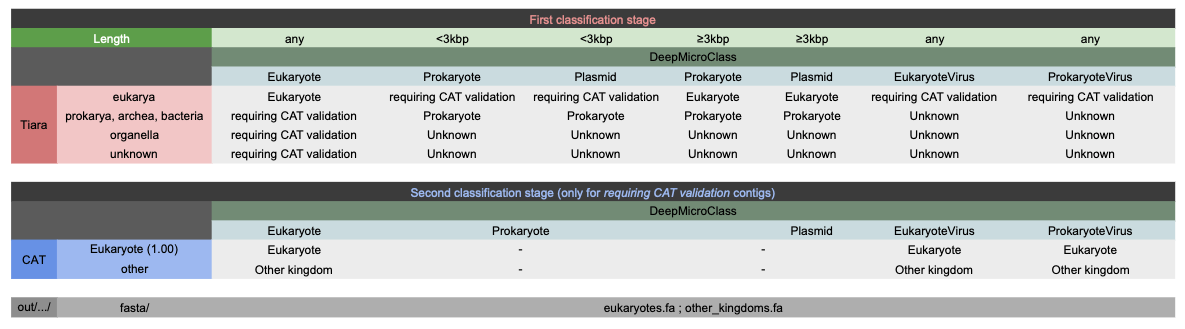 First classification stage
Length any <3kbp <3kbp ≥3kbp ≥3kbp any any
DeepMicroClass
Eukaryote Prokaryote Plasmid Prokaryote Plasmid EukaryoteVirus ProkaryoteVirus
eukarya Eukaryote requiring CAT validation requiring CAT validation Eukaryote Eukaryote requiring CAT validation requiring CAT validation
Tiara prokarya, archea, bacteria requiring CAT validation Prokaryote Prokaryote Prokaryote Prokaryote Unknown Unknown
organella requiring CAT validation Unknown Unknown Unknown Unknown Unknown Unknown
unknown requiring CAT validation Unknown Unknown Unknown Unknown Unknown Unknown
Second classification stage (only for requiring CAT validation contigs)
DeepMicroClass
Eukaryote Prokaryote Plasmid EukaryoteVirus ProkaryoteVirus
CAT Eukaryote (1.00) Eukaryote - - Eukaryote Eukaryote
other Other kingdom - - Other kingdom Other kingdom
out/.../ fasta/ eukaryotes.fa ; other_kingdoms.fa